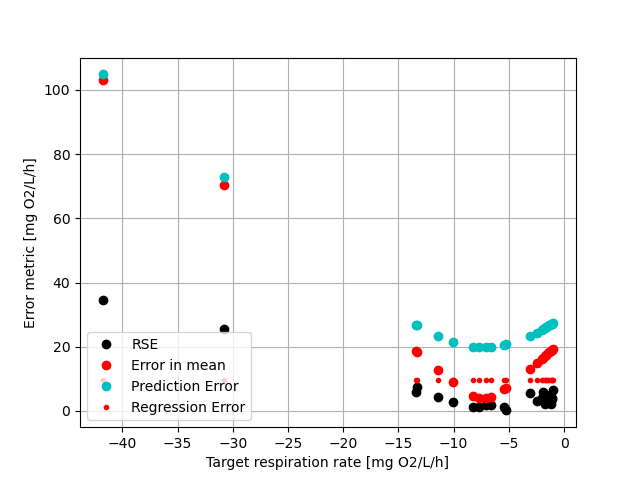 100
80
60
40
20
0
Error metric [mg O2/L/h]
RSE
Error in mean
Prediction Error
Regression Error
−40 −35 −30 −25 −20 −15 −10 −5 0
Target respiration rate [mg O2/L/h]